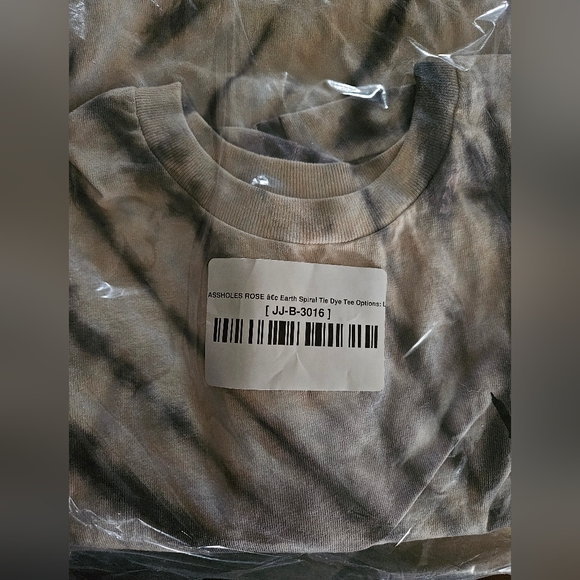 ASSHOLES ROSE â€¢ Earth Spiral Tie Dye Tee Options: L
[ JJ-B-3016 ]